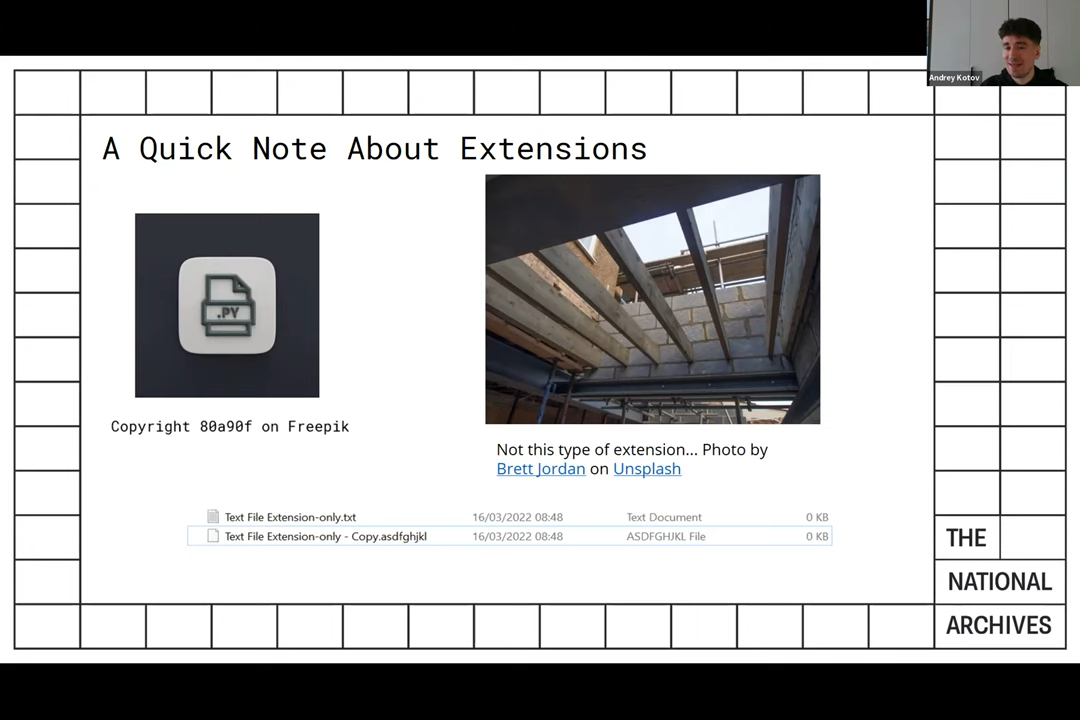 Andrey Kotov
A Quick Note About Extensions
.PY
Copyright 80a90f on Freepik
Not this type of extension... Photo by
Brett Jordan on Unsplash
Text File Extension-only.txt 16/03/2022 08:48 Text Document 0 KB
Text File Extension-only - Copy.asdfghjkl 16/03/2022 08:48 ASDFGHJKL File 0 KB
THE
NATIONAL
ARCHIVES